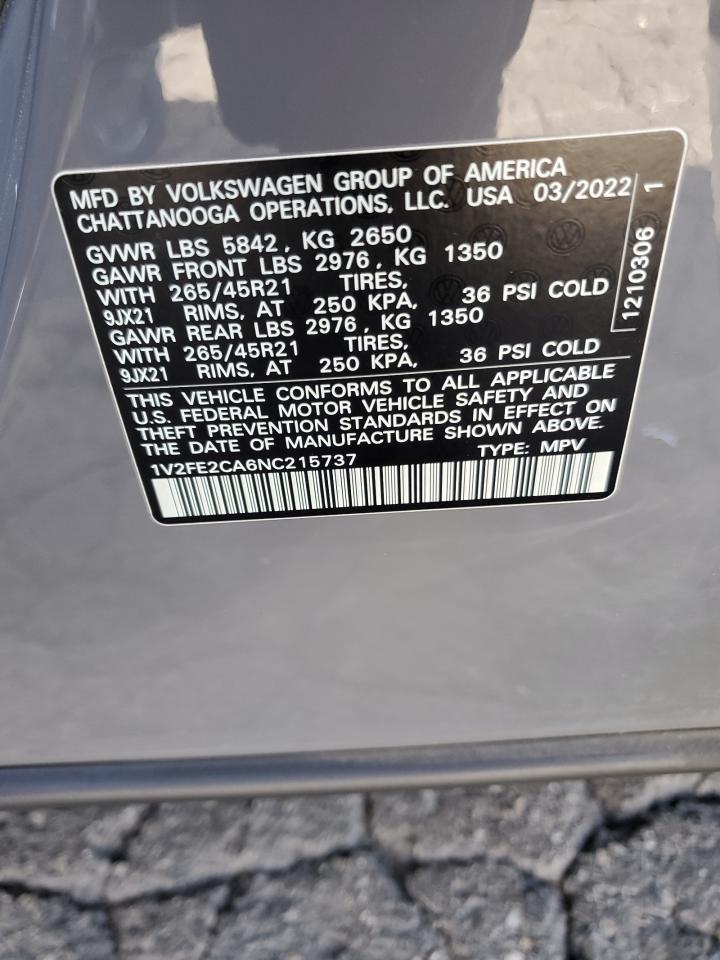 MFD BY VOLKSWAGEN GROUP OF AMERICA
CHATTANOOGA OPERATIONS, LLC. USA 03/2022
GVWR LBS 5842, KG 2650
GAWR FRONT LBS 2976, KG 1350
WITH 265/45R21 TIRES,
9JX21 RIMS, AT 250 KPA, 36 PSI COLD
GAWR REAR LBS 2976, KG 1350
WITH 265/45R21 TIRES,
9JX21 RIMS, AT 250 KPA, 36 PSI COLD
THIS VEHICLE CONFORMS TO ALL APPLICABLE
U.S. FEDERAL MOTOR VEHICLE SAFETY AND
THEFT PREVENTION STANDARDS IN EFFECT ON
THE DATE OF MANUFACTURE SHOWN ABOVE.
1V2FE2CA6NC215737 TYPE: MPV
1210306 1